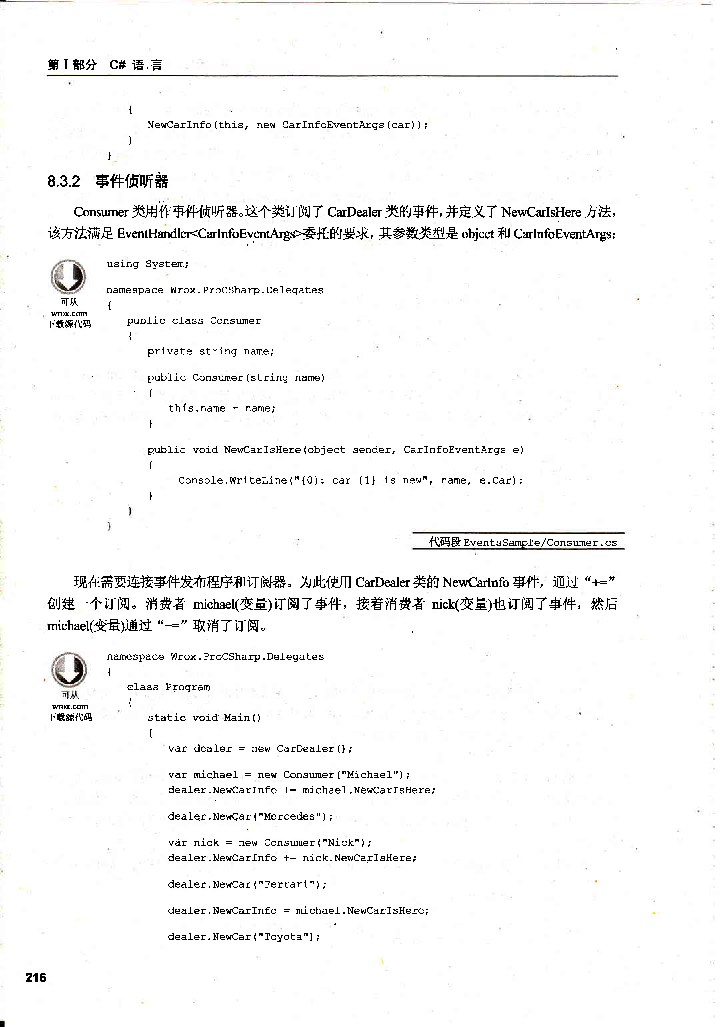 第 I 部分 C# 语 言
{
NewCarInfo(this, new CarInfoEventArgs(car));
}
}
8.3.2 事件侦听器
Consumer 类用作事件侦听器。这个类订阅了 CarDealer 类的事件，并定义了 NewCarIsHere 方法，
该方法满足 EventHandler<CarInfoEventArgs>委托的要求，其参数类型是 object 和 CarInfoEventArgs：
using System;
namespace Wrox.ProCSharp.Delegates
可从
wrox.com
下载源代码
{
public class Consumer
{
private string name;
public Consumer(string name)
{
this.name = name;
}
public void NewCarIsHere(object sender, CarInfoEventArgs e)
{
Console.WriteLine("{0}: car {1} is new", name, e.Car);
}
}
}
代码段 EventsSample/Consumer.cs
现在需要连接事件发布程序和订阅器。为此使用 CarDealer 类的 NewCarInfo 事件，通过“+=”
创建一个订阅。消费者 michael(变量)订阅了事件，接着消费者 nick(变量)也订阅了事件，然后
michael(变量)通过“-=”取消了订阅。
namespace Wrox.ProCSharp.Delegates
可从
wrox.com
下载源代码
{
class Program
{
static void Main()
{
var dealer = new CarDealer();
var michael = new Consumer("Michael");
dealer.NewCarInfo += michael.NewCarIsHere;
dealer.NewCar("Mercedes");
var nick = new Consumer("Nick");
dealer.NewCarInfo += nick.NewCarIsHere;
dealer.NewCar("Ferrari");
dealer.NewCarInfo -= michael.NewCarIsHere;
dealer.NewCar("Toyota");
216